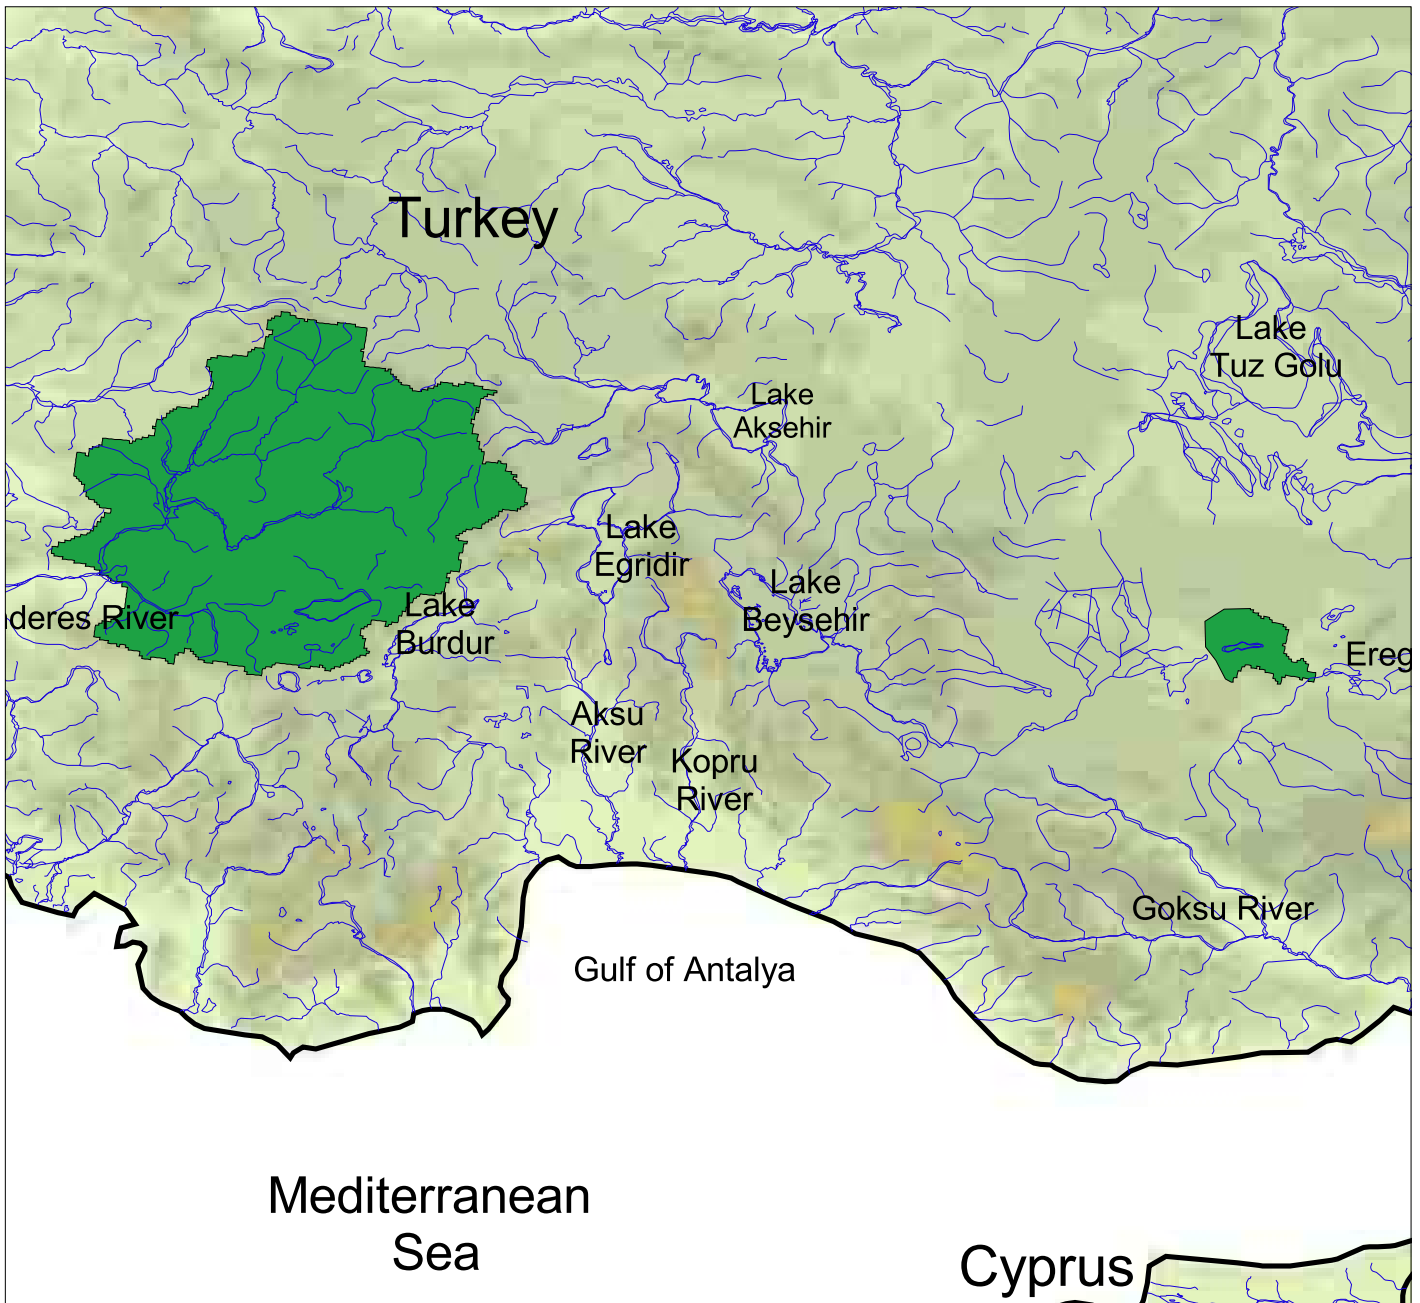 Turkey
Lake
Tuz Golu
Lake
Aksehir
Lake
Egridir
Lake
Beysehir
Lake
Burdur
deres River
Ereg
Aksu
River
Kopru
River
Goksu River
Gulf of Antalya
Mediterranean
Sea
Cyprus